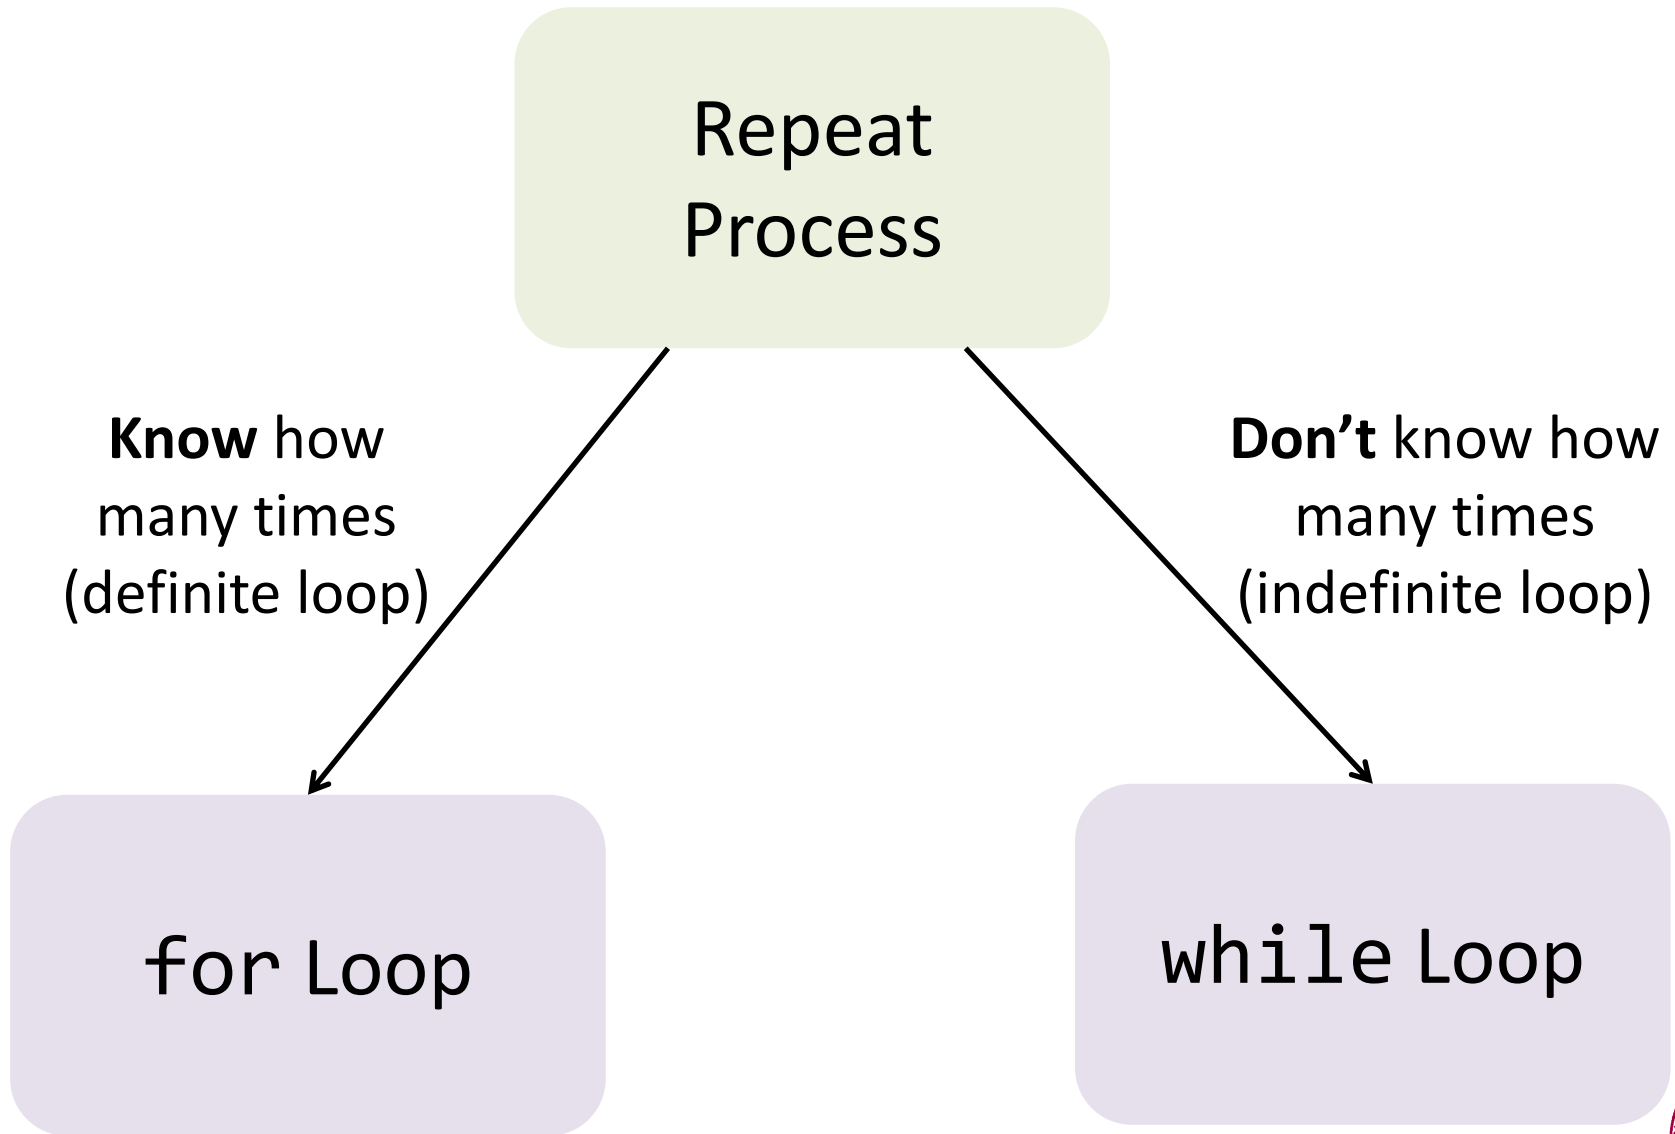 Repeat
Process
Know how
many times
(definite loop)
Don’t know how
many times
(indefinite loop)
for Loop
while Loop